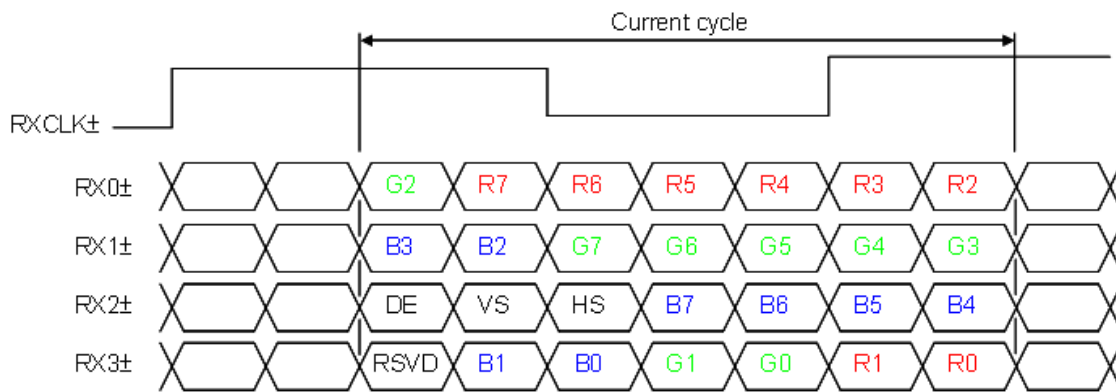 Current cycle
RXCLK±
RX0± G2 R7 R6 R5 R4 R3 R2
RX1± B3 B2 G7 G6 G5 G4 G3
RX2± DE VS HS B7 B6 B5 B4
RX3± RSVD B1 B0 G1 G0 R1 R0